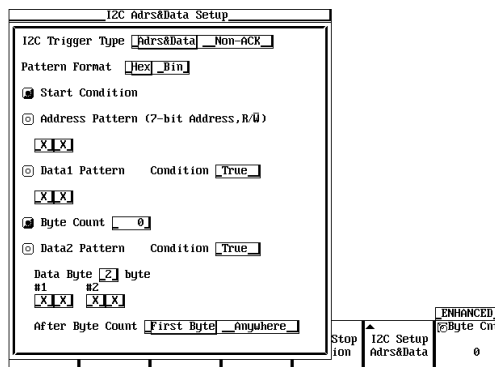 I2C Adrs&Data Setup
I2C Trigger Type Adrs&Data Non-ACK
Pattern Format Hex Bin
Start Condition
Address Pattern (7-bit Address,R/W)
X X
Data1 Pattern Condition True
X X
Byte Count 0
Data2 Pattern Condition True
Data Byte 2 byte
#1 #2
X X X X
After Byte Count First Byte Anywhere
Stop
ion
I2C Setup
Adrs&Data
ENHANCED
Byte Cn
0